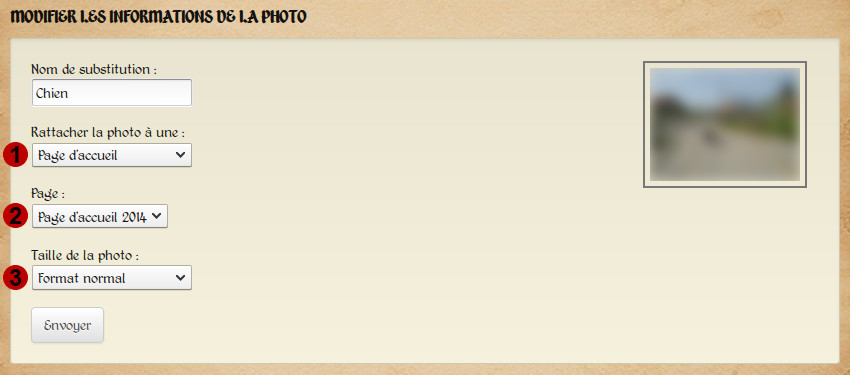 MODIFIER LES INFORMATIONS DE LA PHOTO
Nom de substitution :
Chien
Rattacher la photo à une :
1 Page d'accueil
Page :
2 Page d'accueil 2014
Taille de la photo :
3 Format normal
Envoyer